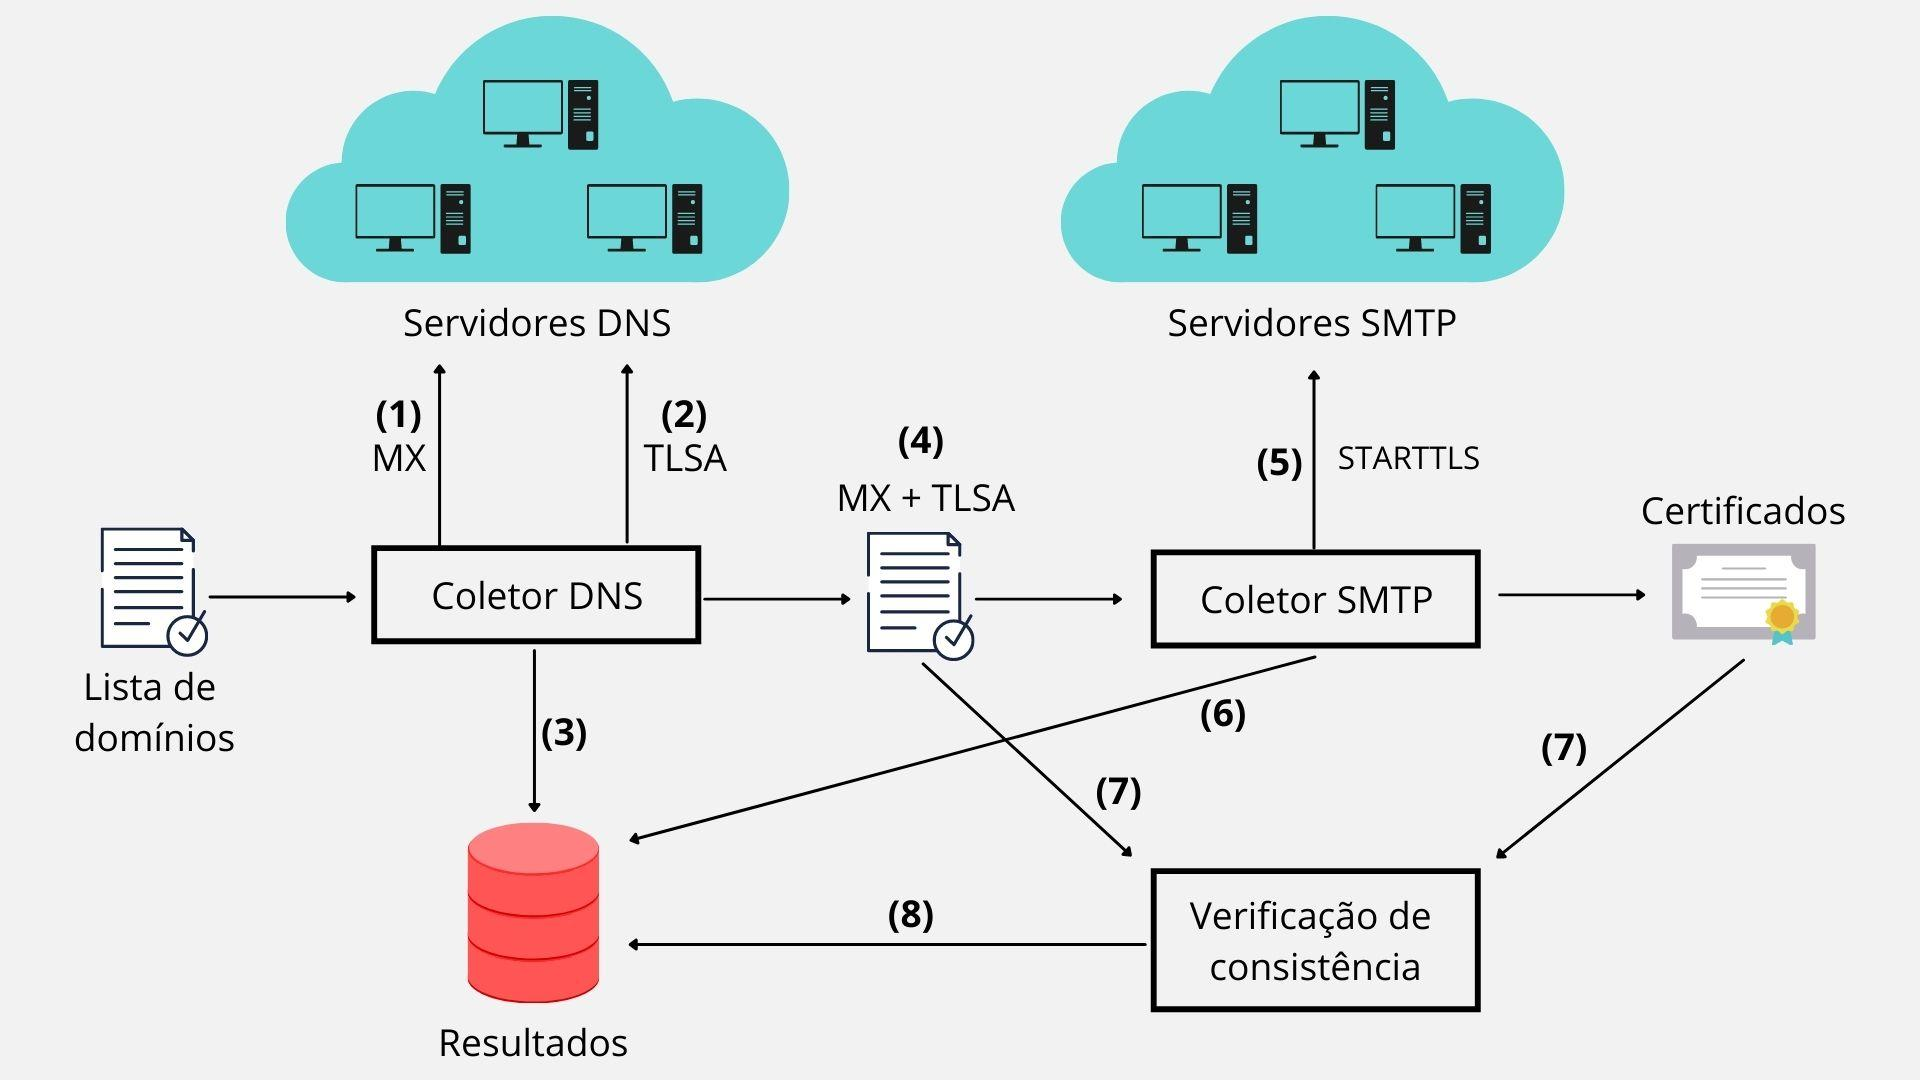 Servidores DNS
Servidores SMTP
(1)
MX
(2)
TLSA
(4)
MX + TLSA
(5)
STARTTLS
Certificados
Coletor DNS
Coletor SMTP
Lista de
domínios
(3)
(6)
(7)
(7)
(8)
Verificação de
consistência
Resultados